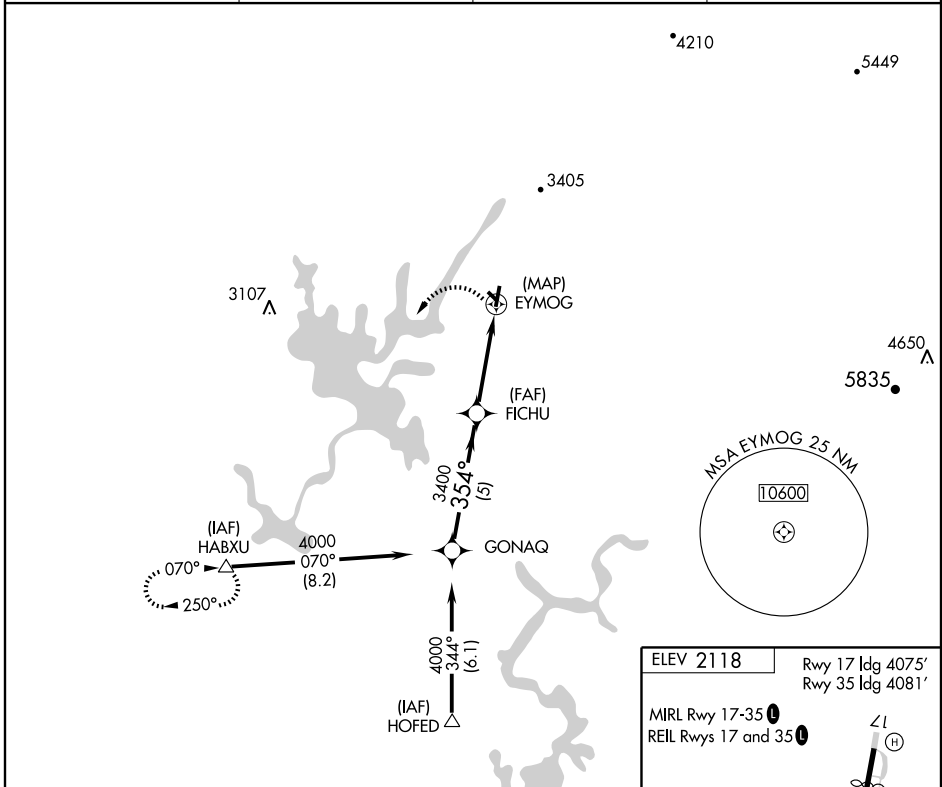 4210
5449
3405
3107
(MAP)
EYMOG
4650
5835
(FAF)
FICHU
MSA EYMOG 25 NM
10600
3400
354°
(5)
(IAF)
HABXU
4000
070°
(8.2)
GONAQ
070°
250°
4000
344°
(6.1)
(IAF)
HOFED
ELEV 2118
Rwy 17 ldg 4075'
Rwy 35 ldg 4081'
MIRL Rwy 17-35 L
REIL Rwys 17 and 35 L
17
H